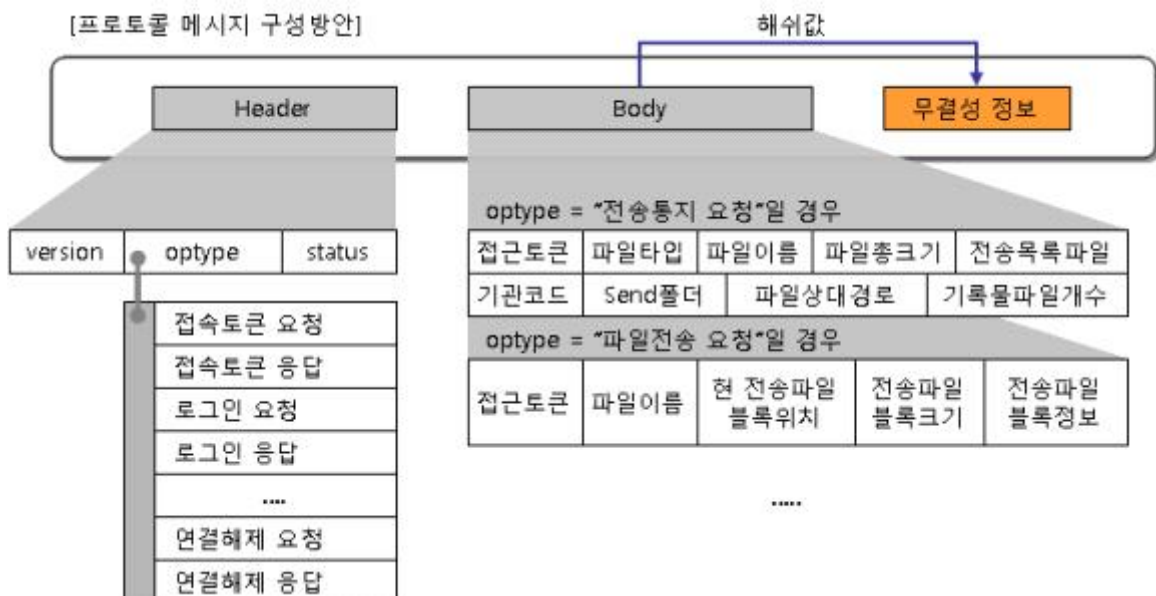 [프로토콜 메시지 구성방안]
해쉬값
Header
Body
무결성 정보
version optype status
접속토큰 요청
접속토큰 응답
로그인 요청
로그인 응답
....
연결해제 요청
연결해제 응답
optype = "전송통지 요청"일 경우
접근토큰 파일타입 파일이름 파일총크기 전송목록파일
기관코드 Send폴더 파일상대경로 기록물파일개수
optype = "파일전송 요청"일 경우
접근토큰 파일이름 현 전송파일 블록위치 전송파일 블록크기 전송파일 블록정보
.....